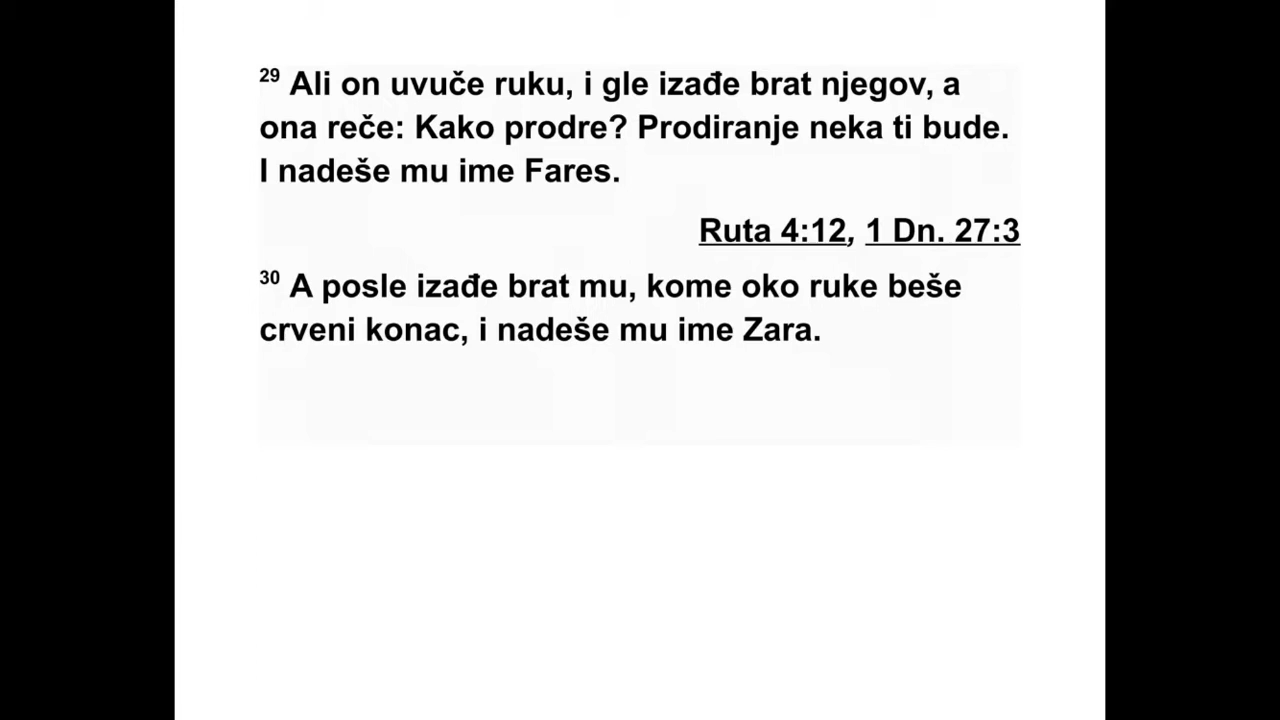 29 Ali on uvuče ruku, i gle izađe brat njegov, a
ona reče: Kako prodre? Prodiranje neka ti bude.
I nadeše mu ime Fares.
Ruta 4:12, 1 Dn. 27:3
30 A posle izađe brat mu, kome oko ruke beše
crveni konac, i nadeše mu ime Zara.